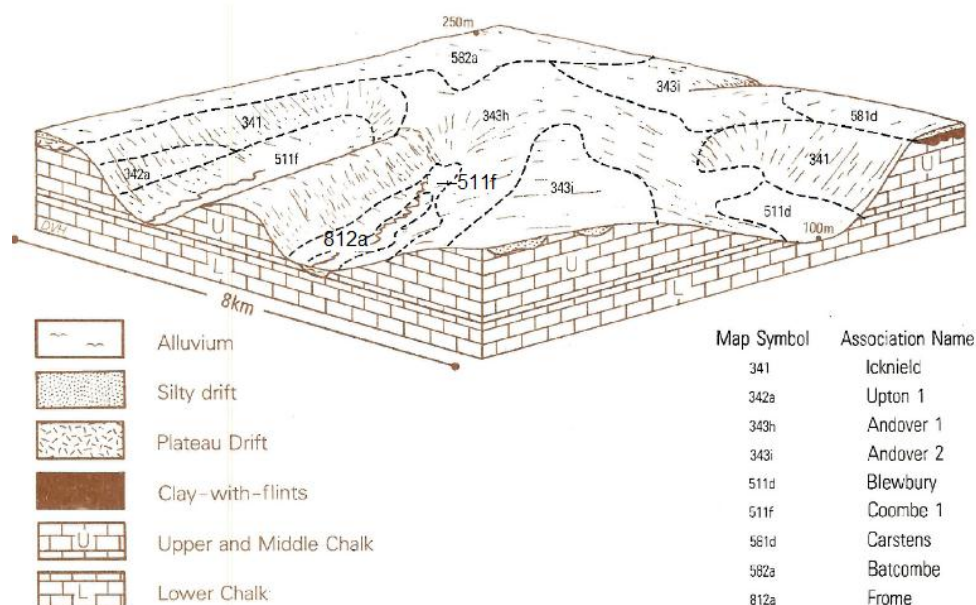 250m
582a
343i
341
343h
581d
342a
511f
341
→ 511f
343i
511d
812a
100m
DVH
U
U
U
L
L
8km
Alluvium
Silty drift
Plateau Drift
Clay-with-flints
U Upper and Middle Chalk
L Lower Chalk
Map Symbol Association Name
341 Icknield
342a Upton 1
343h Andover 1
343i Andover 2
511d Blewbury
511f Coombe 1
581d Carstens
582a Batcombe
812a Frome